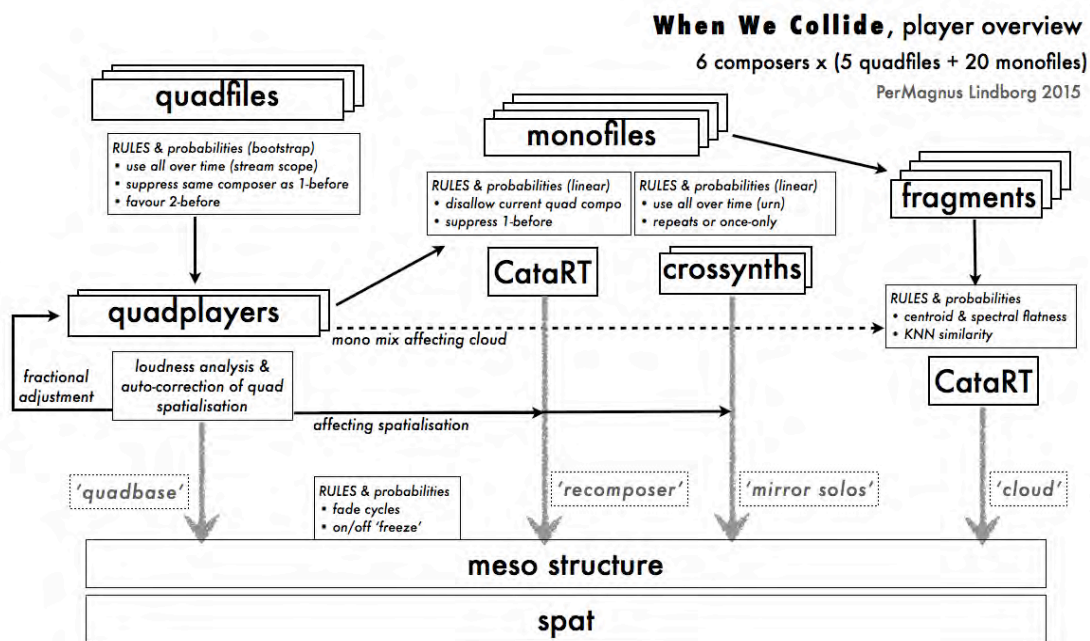 When We Collide, player overview
6 composers x (5 quadfiles + 20 monofiles)
PerMagnus Lindborg 2015
quadfiles
RULES & probabilities (bootstrap)
• use all over time (stream scope)
• suppress same composer as 1-before
• favour 2-before
monofiles
RULES & probabilities (linear)
• disallow current quad compo
• suppress 1-before
RULES & probabilities (linear)
• use all over time (urn)
• repeats or once-only
fragments
CataRT
crossynths
quadplayers
mono mix affecting cloud
RULES & probabilities
• centroid & spectral flatness
• KNN similarity
CataRT
fractional
adjustment
loudness analysis &
auto-correction of quad
spatialisation
affecting spatialisation
'quadbase'
RULES & probabilities
• fade cycles
• on/off 'freeze'
'recomposer'
'mirror solos'
'cloud'
meso structure
spat